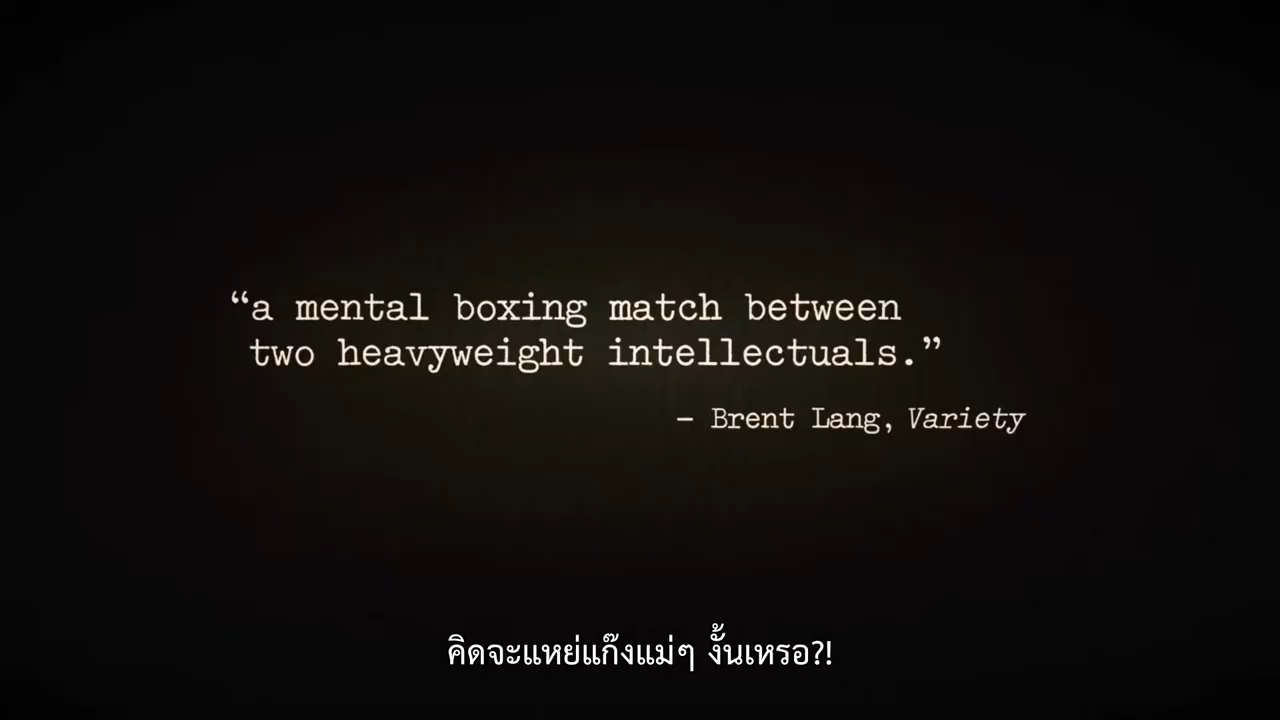 “a mental boxing match between
two heavyweight intellectuals.”
– Brent Lang, Variety
คิดจะแหย่แก๊งแม่ๆ งั้นเหรอ?!